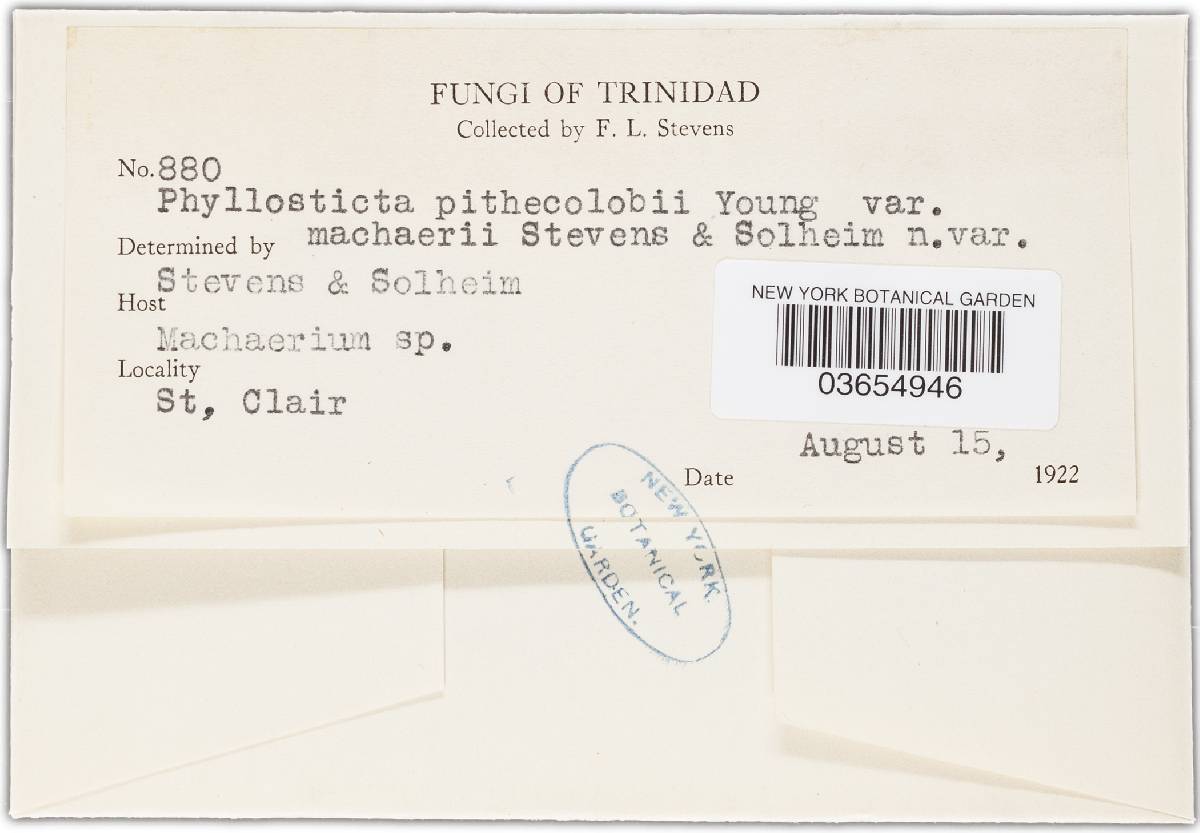 FUNGI OF TRINIDAD
Collected by F. L. Stevens
No. 880
Phyllosticta pithecolobii Young var.
machaerii Stevens & Solheim n.var.
Determined by
Stevens & Solheim
Host
Machaerium sp.
Locality
St, Clair
NEW YORK BOTANICAL GARDEN
03654946
August 15,
Date 1922
NEW YORK
BOTANICAL
GARDEN.